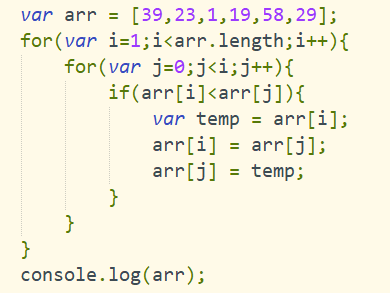 var arr = [39,23,1,19,58,29];
for(var i=1;i<arr.length;i++){
    for(var j=0;j<i;j++){
        if(arr[i]<arr[j]){
            var temp = arr[i];
            arr[i] = arr[j];
            arr[j] = temp;
        }
    }
}
console.log(arr);